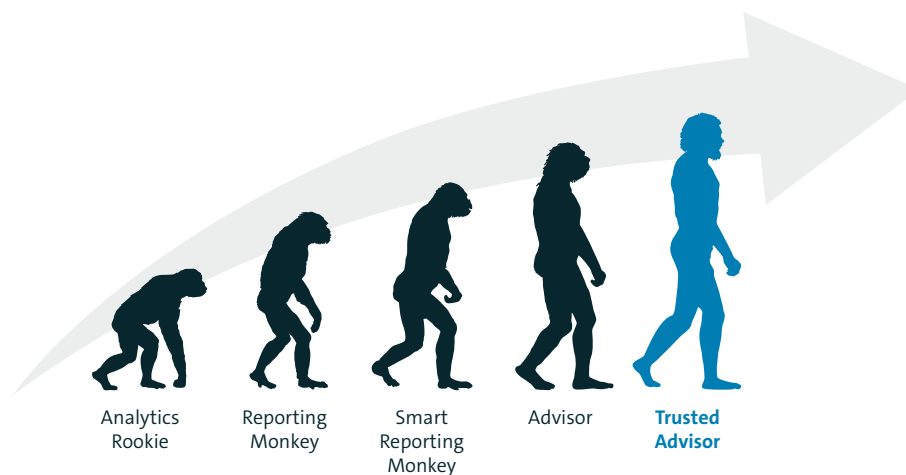 Analytics
Rookie
Reporting
Monkey
Smart
Reporting
Monkey
Advisor
Trusted
Advisor